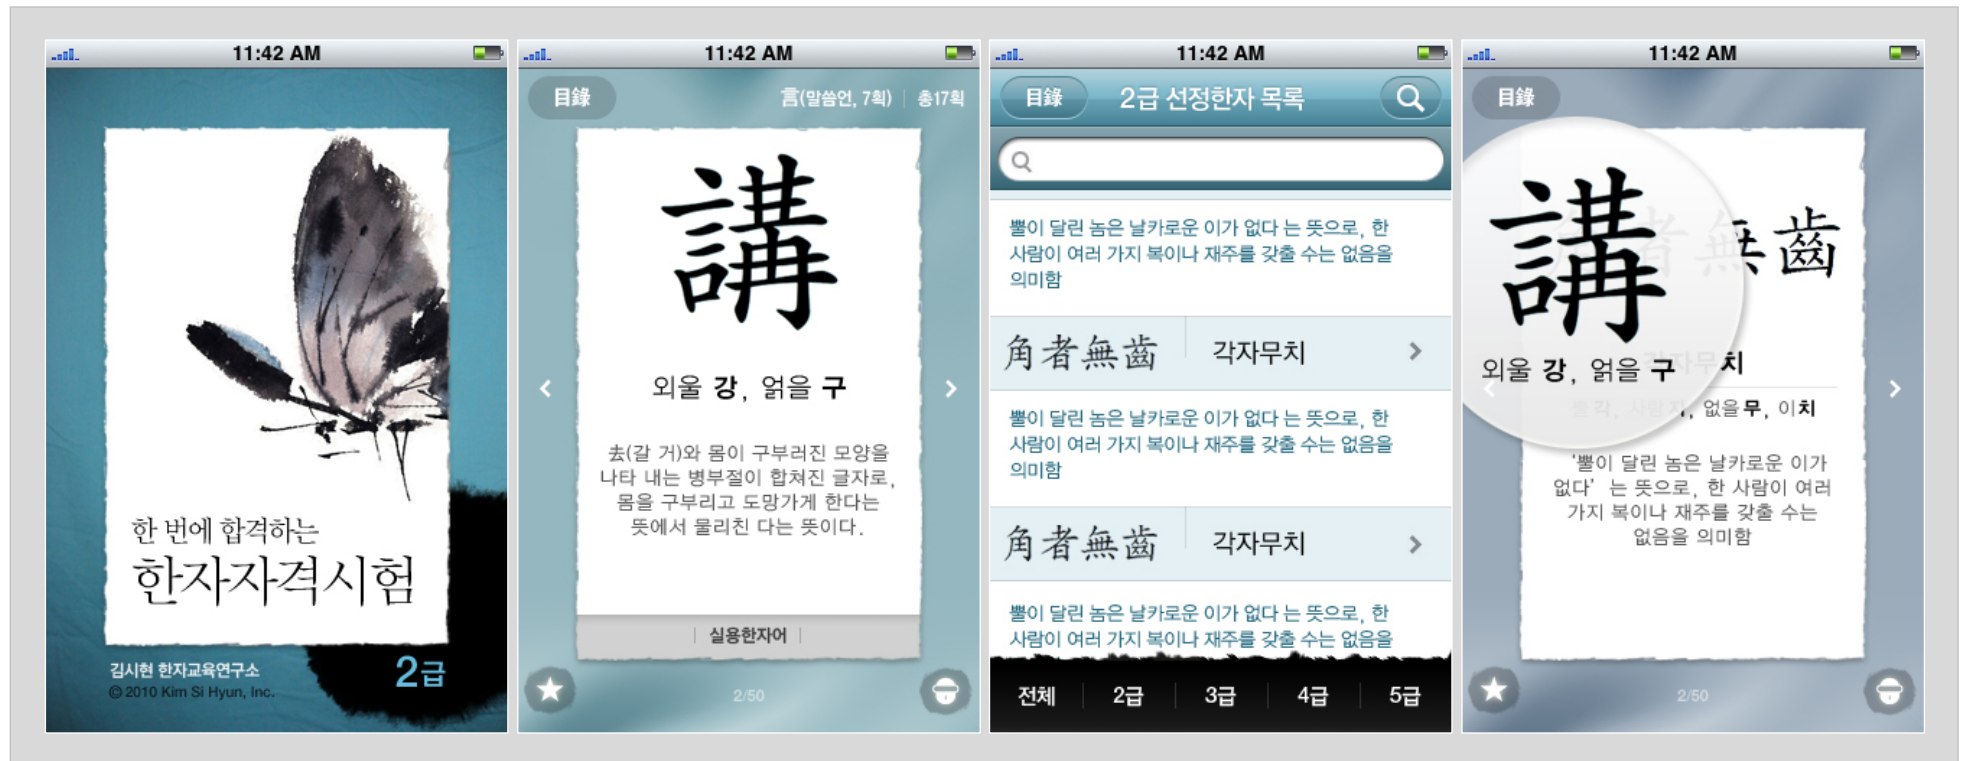 11:42 AM
한 번에 합격하는
한자자격시험
김시현 한자교육연구소
© 2010 Kim Si Hyun, Inc.
2급
11:42 AM
目錄
言(말씀언, 7획) | 총17획
講
외울 강, 얽을 구
去(갈 거)와 몸이 구부러진 모양을
나타 내는 병부절이 합쳐진 글자로,
몸을 구부리고 도망가게 한다는
뜻에서 물리친 다는 뜻이다.
| 실용한자어 |
2/50
11:42 AM
目錄
2급 선정한자 목록
뿔이 달린 놈은 날카로운 이가 없다 는 뜻으로, 한
사람이 여러 가지 복이나 재주를 갖출 수는 없음을
의미함
角者無齒 각자무치
뿔이 달린 놈은 날카로운 이가 없다 는 뜻으로, 한
사람이 여러 가지 복이나 재주를 갖출 수는 없음을
의미함
角者無齒 각자무치
뿔이 달린 놈은 날카로운 이가 없다 는 뜻으로, 한
사람이 여러 가지 복이나 재주를 갖출 수는 없음을
전체 2급 3급 4급 5급
11:42 AM
目錄
講
외울 강, 얽을 구
者無齒
각자무치
뿔각, 사람자, 없을무, 이치
'뿔이 달린 놈은 날카로운 이가
없다' 는 뜻으로, 한 사람이 여러
가지 복이나 재주를 갖출 수는
없음을 의미함
2/50